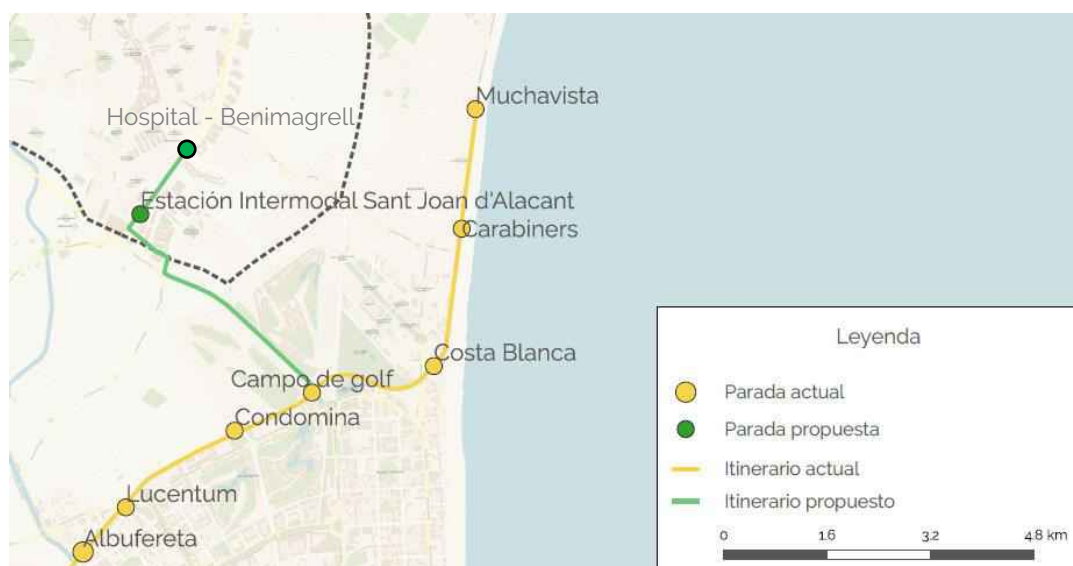 Muchavista
Hospital - Benimagrell
Estación Intermodal Sant Joan d'Alacant
Carabiners
Costa Blanca
Campo de golf
Condomina
Lucentum
Albufereta
Leyenda
Parada actual
Parada propuesta
Itinerario actual
Itinerario propuesto
0 1.6 3.2 4.8 km